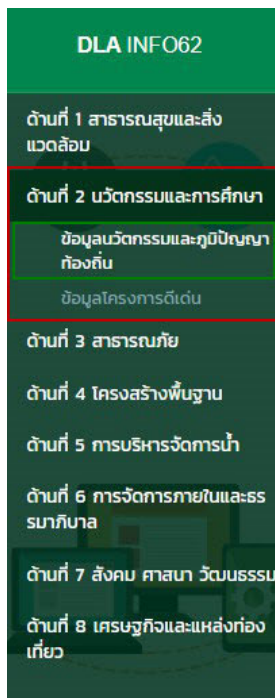 DLA INFO62
ด้านที่ 1 สาธารณสุขและสิ่ง
แวดล้อม
ด้านที่ 2 นวัตกรรมและการศึกษา
ข้อมูลนวัตกรรมและภูมิปัญญา
ท้องถิ่น
ข้อมูลโครงการดีเด่น
ด้านที่ 3 สาธารณภัย
ด้านที่ 4 โครงสร้างพื้นฐาน
ด้านที่ 5 การบริหารจัดการน้ำ
ด้านที่ 6 การจัดการภายในและธร
รมาภิบาล
ด้านที่ 7 สังคม ศาสนา วัฒนธรรม
ด้านที่ 8 เศรษฐกิจและแหล่งท่อง
เที่ยว